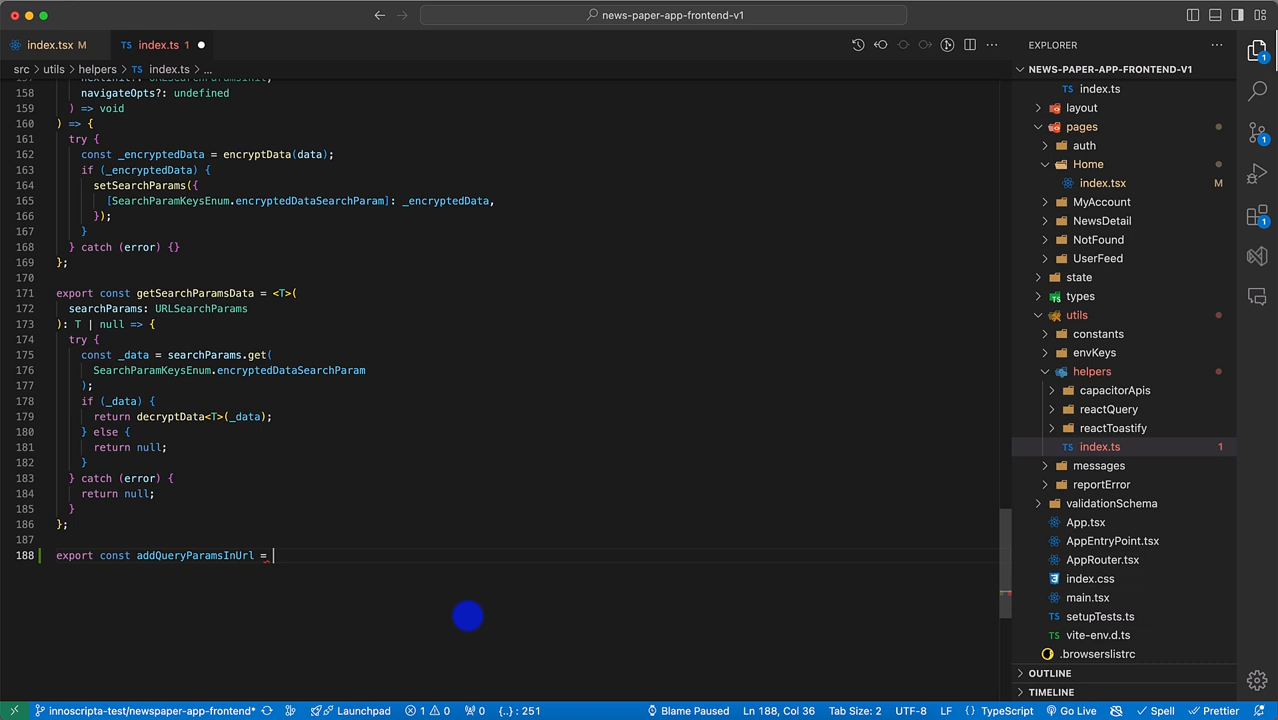 news-paper-app-frontend-v1
index.tsx M
TS index.ts 1
EXPLORER
src > utils > helpers > TS index.ts > ...
NEWS-PAPER-APP-FRONTEND-V1
158 navigateOpts?: undefined
159 ) => void
160 ) => {
161 try {
162 const _encryptedData = encryptData(data);
163 if (_encryptedData) {
164 setSearchParams({
165 [SearchParamKeysEnum.encryptedDataSearchParam]: _encryptedData,
166 });
167 }
168 } catch (error) {}
169 };
170
171 export const getSearchParamsData = <T>(
172 searchParams: URLSearchParams
173 ): T | null => {
174 try {
175 const _data = searchParams.get(
176 SearchParamKeysEnum.encryptedDataSearchParam
177 );
178 if (_data) {
179 return decryptData<T>(_data);
180 } else {
181 return null;
182 }
183 } catch (error) {
184 return null;
185 }
186 };
187
188 export const addQueryParamsInUrl =
TS index.ts
layout
pages
auth
Home
index.tsx M
MyAccount
NewsDetail
NotFound
UserFeed
state
types
utils
constants
envKeys
helpers
capacitorApis
reactQuery
reactToastify
TS index.ts 1
messages
reportError
validationSchema
App.tsx
AppEntryPoint.tsx
AppRouter.tsx
index.css
main.tsx
TS setupTests.ts
TS vite-env.d.ts
.browserslistrc
OUTLINE
TIMELINE
1
1
1
innoscripta-test/newspaper-app-frontend* Launchpad 1 0 0 {..} : 251 Blame Paused Ln 188, Col 36 Tab Size: 2 UTF-8 LF {} TypeScript Go Live Spell Prettier